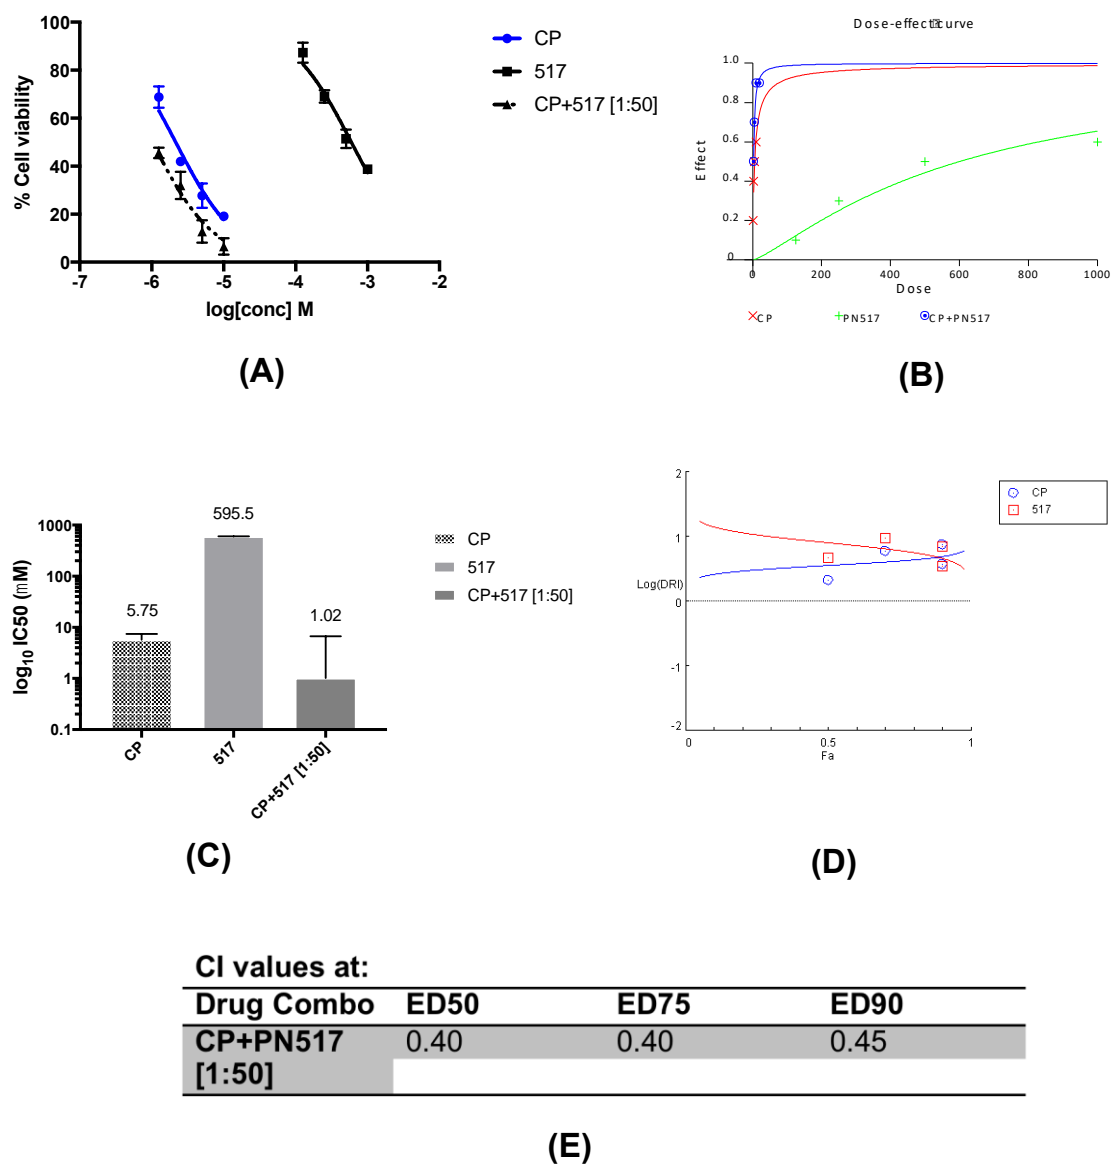 100
80
60
40
20
0
-7
-6
-5
-4
-3
-2
% Cell viability
log[conc] M
CP
517
CP+517 [1:50]
(A)
Dose-effect curve
1.0
0.8
0.6
0.4
0.2
0
0
200
400
600
800
1000
Effect
Dose
CP
PN517
CP+PN517
(B)
1000
100
10
1
0.1
log10 IC50 (mM)
5.75
595.5
1.02
CP
517
CP+517 [1:50]
CP
517
CP+517 [1:50]
(C)
2
1
Log(DRI)
0
-1
-2
0
0.5
1
Fa
CP
517
(D)
CI values at:
Drug Combo ED50 ED75 ED90
CP+PN517 0.40 0.40 0.45
[1:50]
(E)